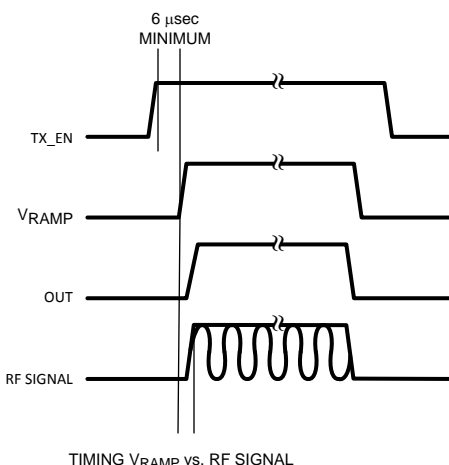 6 μsec
MINIMUM
TX_EN
VRAMP
OUT
RF SIGNAL
TIMING VRAMP vs. RF SIGNAL